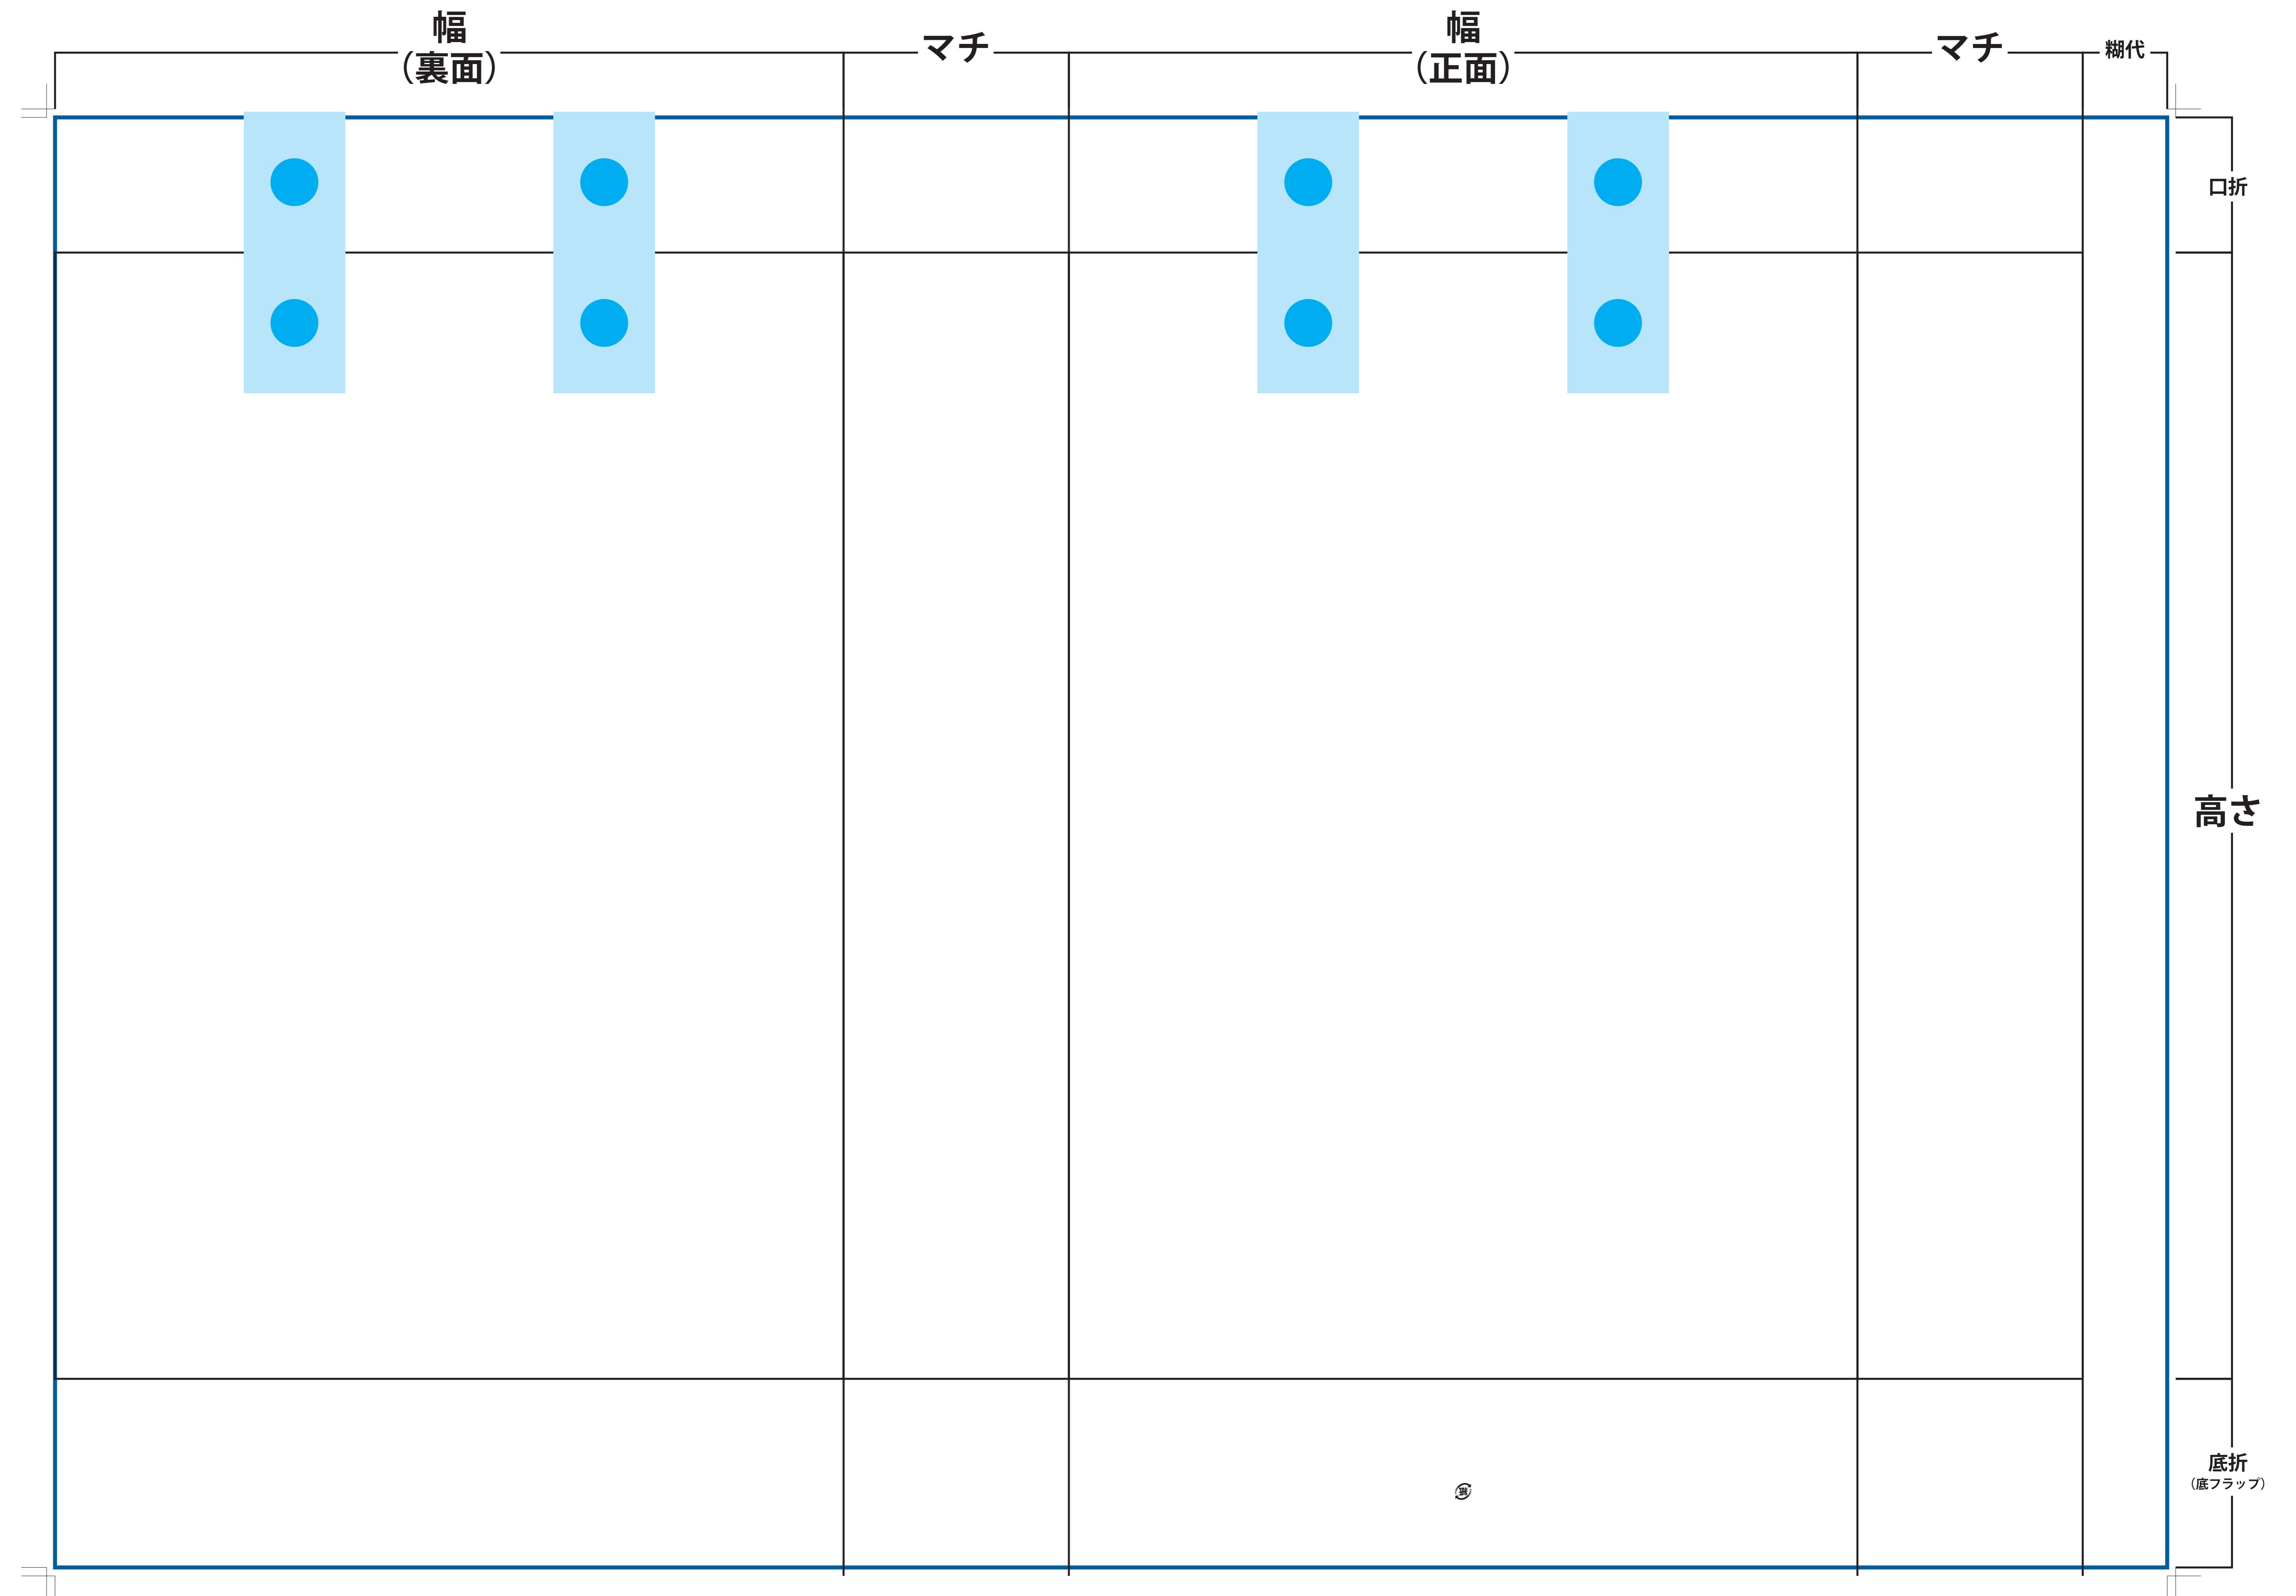 幅
（裏面）
マチ
幅
（正面）
マチ
糊代
口折
高さ
底折
（底フラップ）
紙